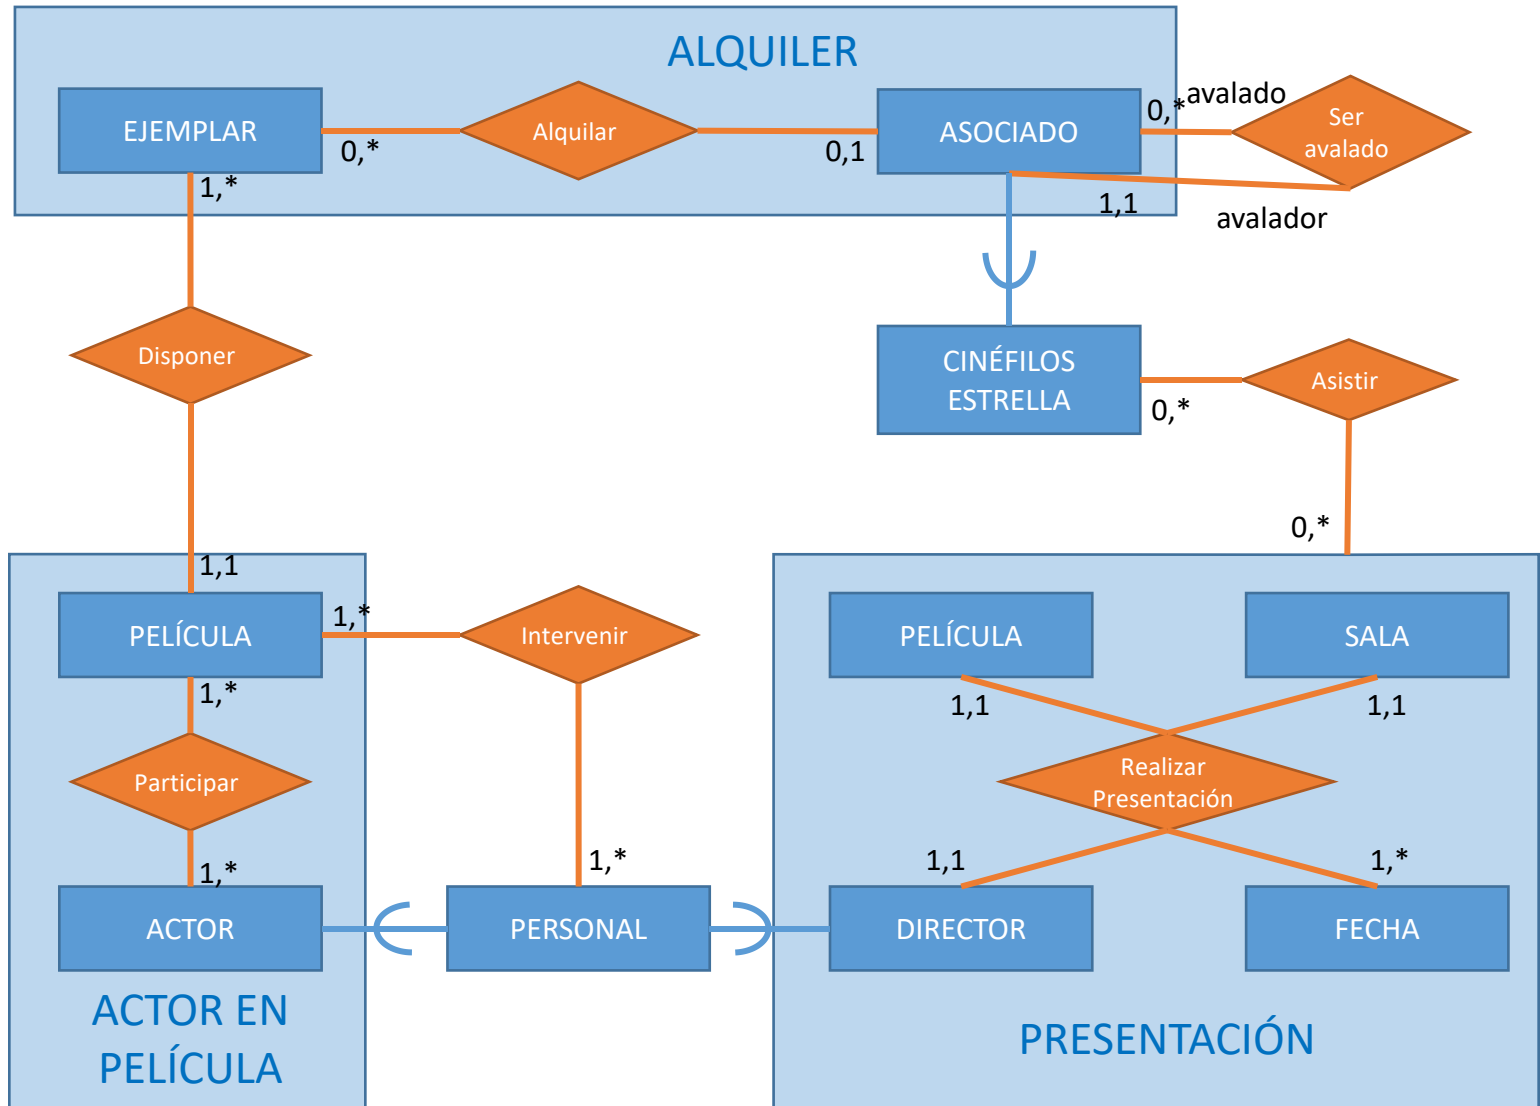 ALQUILER
EJEMPLAR
0,*
Alquilar
0,1
ASOCIADO
0,*
avalado
Ser
avalado
1,*
1,1
avalador
Disponer
CINÉFILOS
ESTRELLA
0,*
Asistir
0,*
1,1
PELÍCULA
1,*
Intervenir
PELÍCULA
SALA
1,*
1,1
1,1
Participar
Realizar
Presentación
1,*
1,*
1,1
1,*
ACTOR
PERSONAL
DIRECTOR
FECHA
ACTOR EN
PELÍCULA
PRESENTACIÓN